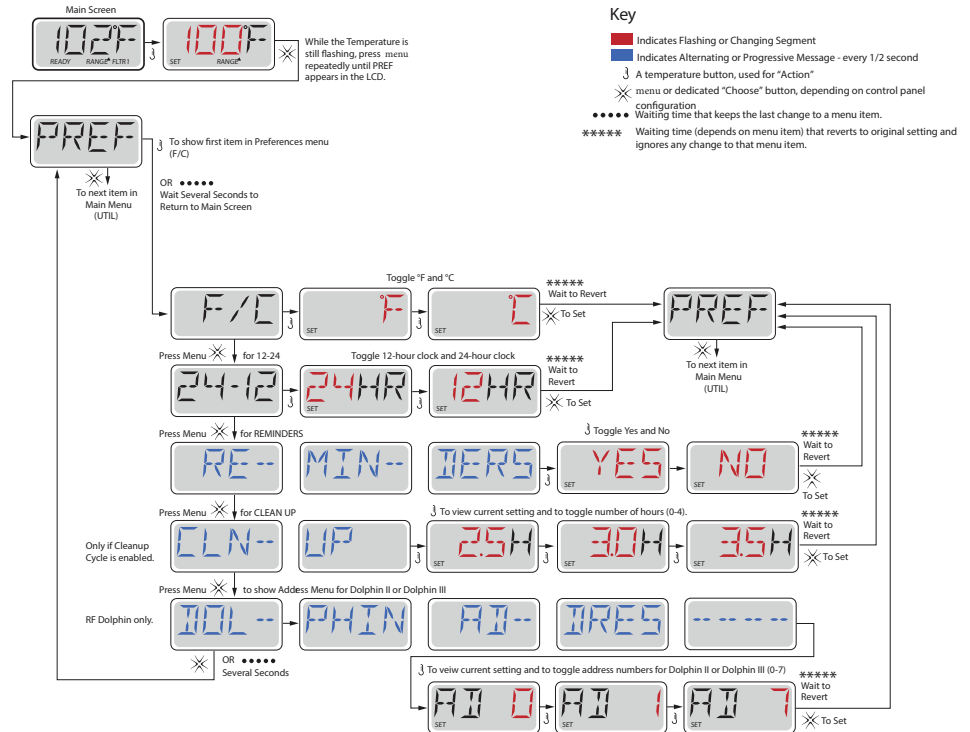 Main Screen
102°F
READY RANGE FLTR1
100°F
SET RANGE
While the Temperature is
still flashing, press menu
repeatedly until PREF
appears in the LCD.
Key
Indicates Flashing or Changing Segment
Indicates Alternating or Progressive Message - every 1/2 second
A temperature button, used for "Action"
menu or dedicated "Choose" button, depending on control panel
configuration
••••• Waiting time that keeps the last change to a menu item.
***** Waiting time (depends on menu item) that reverts to original setting and
ignores any change to that menu item.
PREF
To show first item in Preferences menu
(F/C)
To next item in
Main Menu
(UTIL)
OR •••••
Wait Several Seconds to
Return to Main Screen
Toggle °F and °C
F/C
°F
SET
°C
SET
*****
Wait to Revert
To Set
PREF
To next item in
Main Menu
(UTIL)
Press Menu for 12-24
Toggle 12-hour clock and 24-hour clock
24-12
24HR
SET
12HR
SET
*****
Wait to
Revert
To Set
Press Menu for REMINDERS
Toggle Yes and No
RE-
MIN-
DERS
YES
SET
NO
SET
*****
Wait to
Revert
To Set
Press Menu for CLEAN UP
To view current setting and to toggle number of hours (0-4).
Only if Cleanup
Cycle is enabled.
CLN-
UP
2.5H
SET
3.0H
SET
3.5H
SET
*****
Wait to
Revert
To Set
Press Menu to show Address Menu for Dolphin II or Dolphin III
RF Dolphin only.
DOL-
PHIN
AD-
DRES
----
OR •••••
Several Seconds
To veiw current setting and to toggle address numbers for Dolphin II or Dolphin III (0-7)
AD 0
SET
AD 1
SET
AD 7
SET
*****
Wait to
Revert
To Set